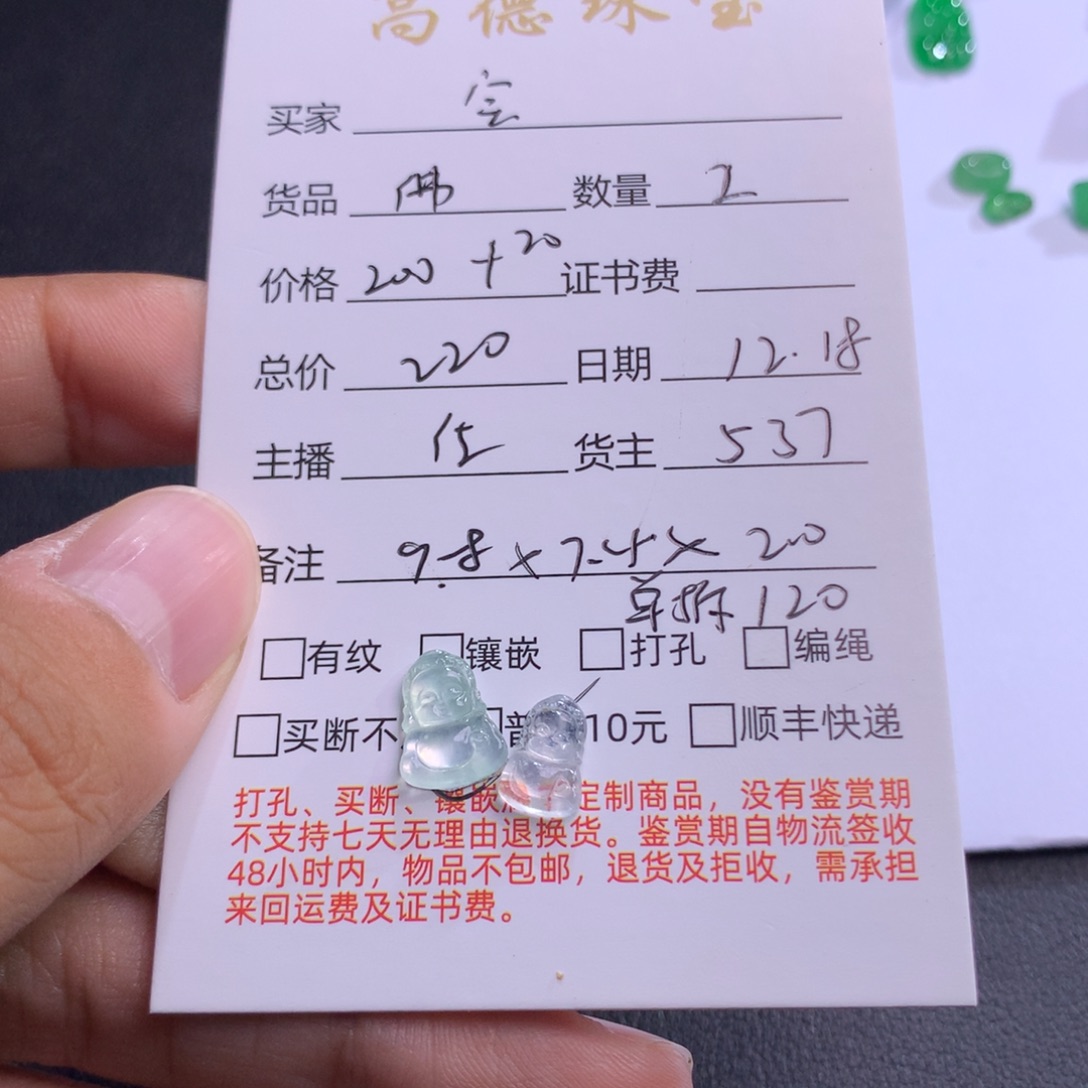 高德珠宝
买家
货品 佛 数量 2
价格 200 + 20 证书费
总价 220 日期 12.18
主播 货主 537
备注 9.8 x 7.4 x 2.0
单拆 120
□有纹 □镶嵌 □打孔 □编绳
□买断不 普 10元 □顺丰快递
打孔、买断、镶嵌 定制商品，没有鉴赏期
不支持七天无理由退换货。鉴赏期自物流签收
48小时内，物品不包邮，退货及拒收，需承担
来回运费及证书费。